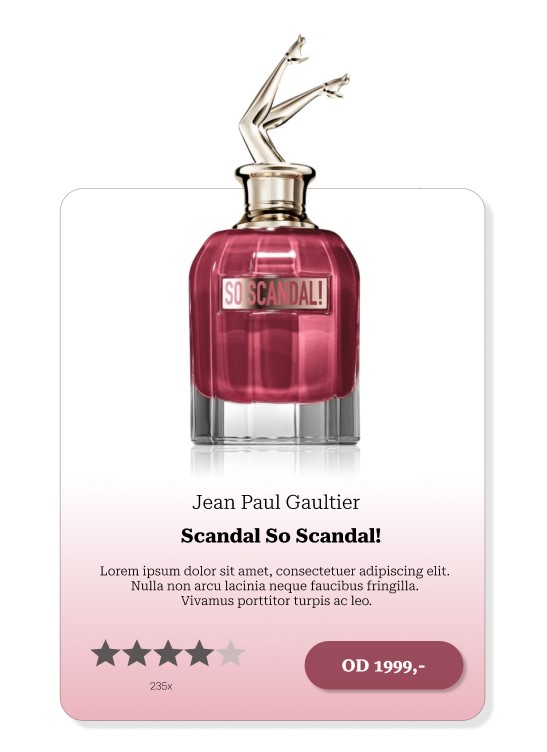 SO SCANDAL!
Jean Paul Gaultier
Scandal So Scandal!
Lorem ipsum dolor sit amet, consectetuer adipiscing elit.
Nulla non arcu lacinia neque faucibus fringilla.
Vivamus porttitor turpis ac leo.
OD 1999,-
235x